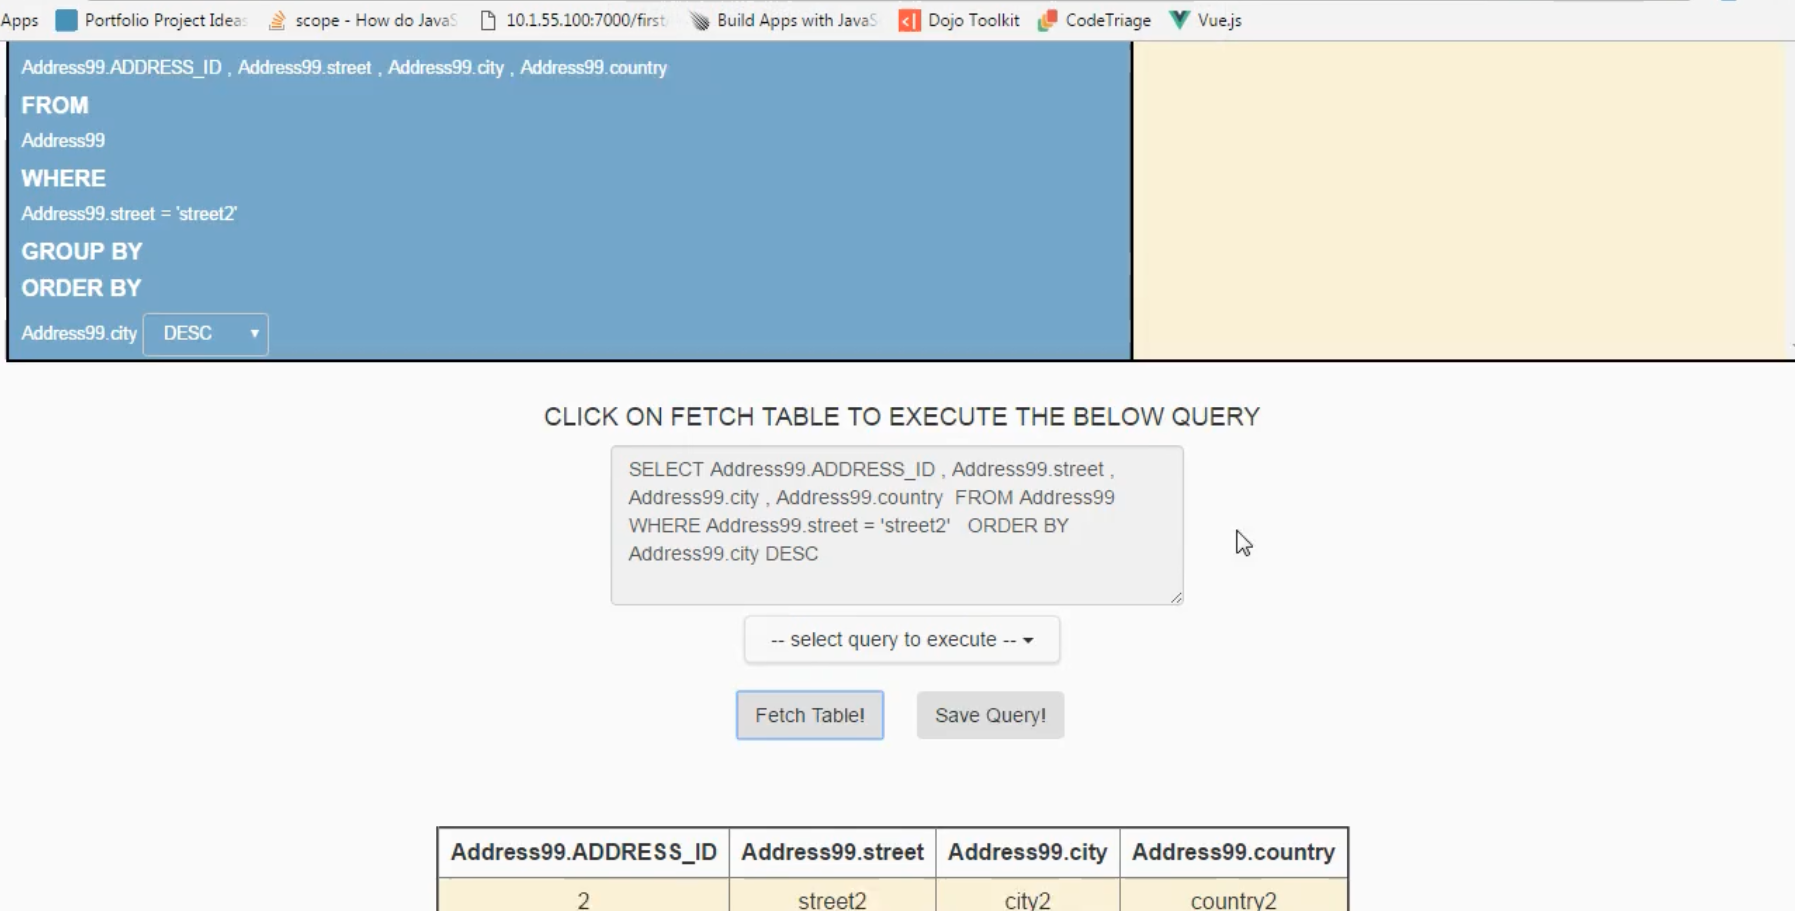 Apps Portfolio Project Ideas scope - How do JavaS 10.1.55.100:7000/first Build Apps with JavaS Dojo Toolkit CodeTriage Vue.js
Address99.ADDRESS_ID , Address99.street , Address99.city , Address99.country
FROM
Address99
WHERE
Address99.street = 'street2'
GROUP BY
ORDER BY
Address99.city DESC
CLICK ON FETCH TABLE TO EXECUTE THE BELOW QUERY
SELECT Address99.ADDRESS_ID , Address99.street ,
Address99.city , Address99.country FROM Address99
WHERE Address99.street = 'street2' ORDER BY
Address99.city DESC
-- select query to execute --
Fetch Table! Save Query!
Address99.ADDRESS_ID Address99.street Address99.city Address99.country
2 street2 city2 country2